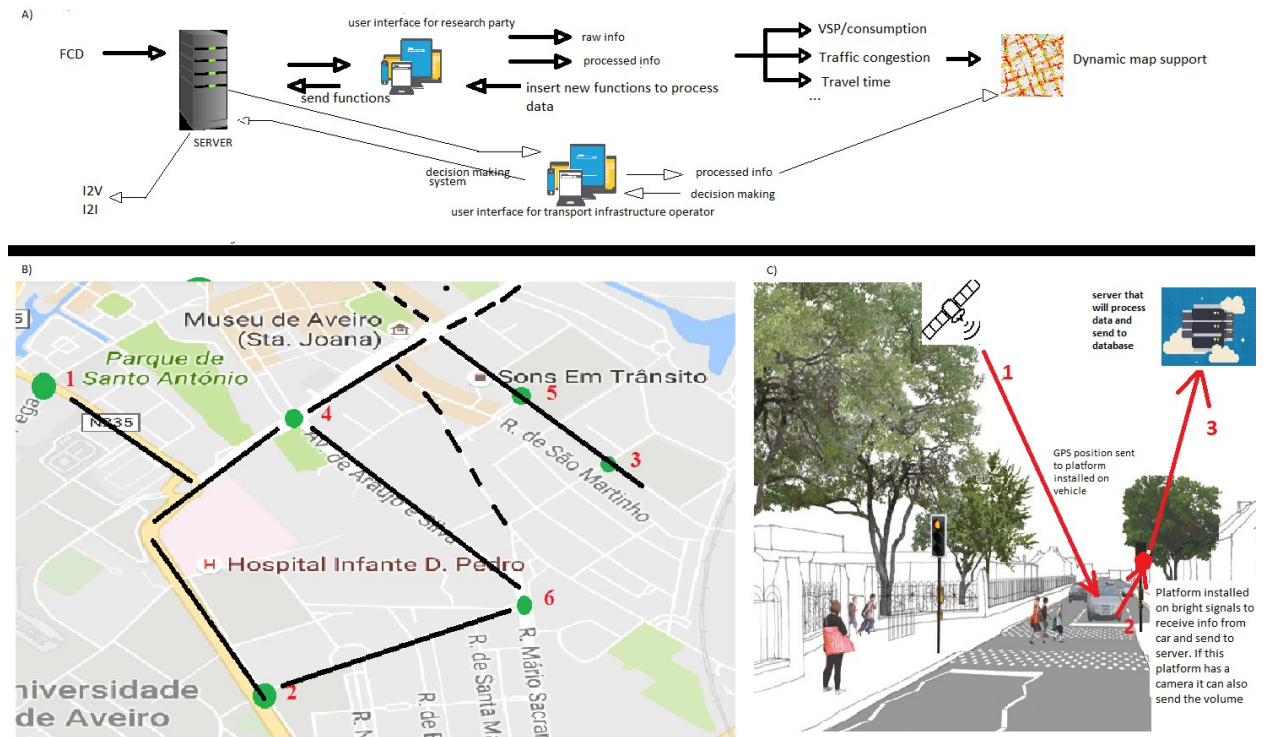 A)
user interface for research party
FCD
SERVER
send functions
raw info
processed info
insert new functions to process
data
VSP/consumption
Traffic congestion
Travel time
...
Dynamic map support
I2V
I2I
decision making
system
processed info
decision making
user interface for transport infrastructure operator
B)
Museu de Aveiro
(Sta. Joana)
Parque de
Santo António
1
N235
4
Sons Em Trânsito
5
R. de São Martinho
3
Av. de Araújo e Silva
H Hospital Infante D. Pedro
6
2
niversidade
de Aveiro
R. de Santa Ma
R. Mário Sacram
R. de B
R. N
5
C)
server that
will process
data and
send to
database
1
3
GPS position sent
to platform
installed on
vehicle
2
Platform installed
on bright signals to
receive info from
car and send to
server. If this
platform has a
camera it can also
send the volume